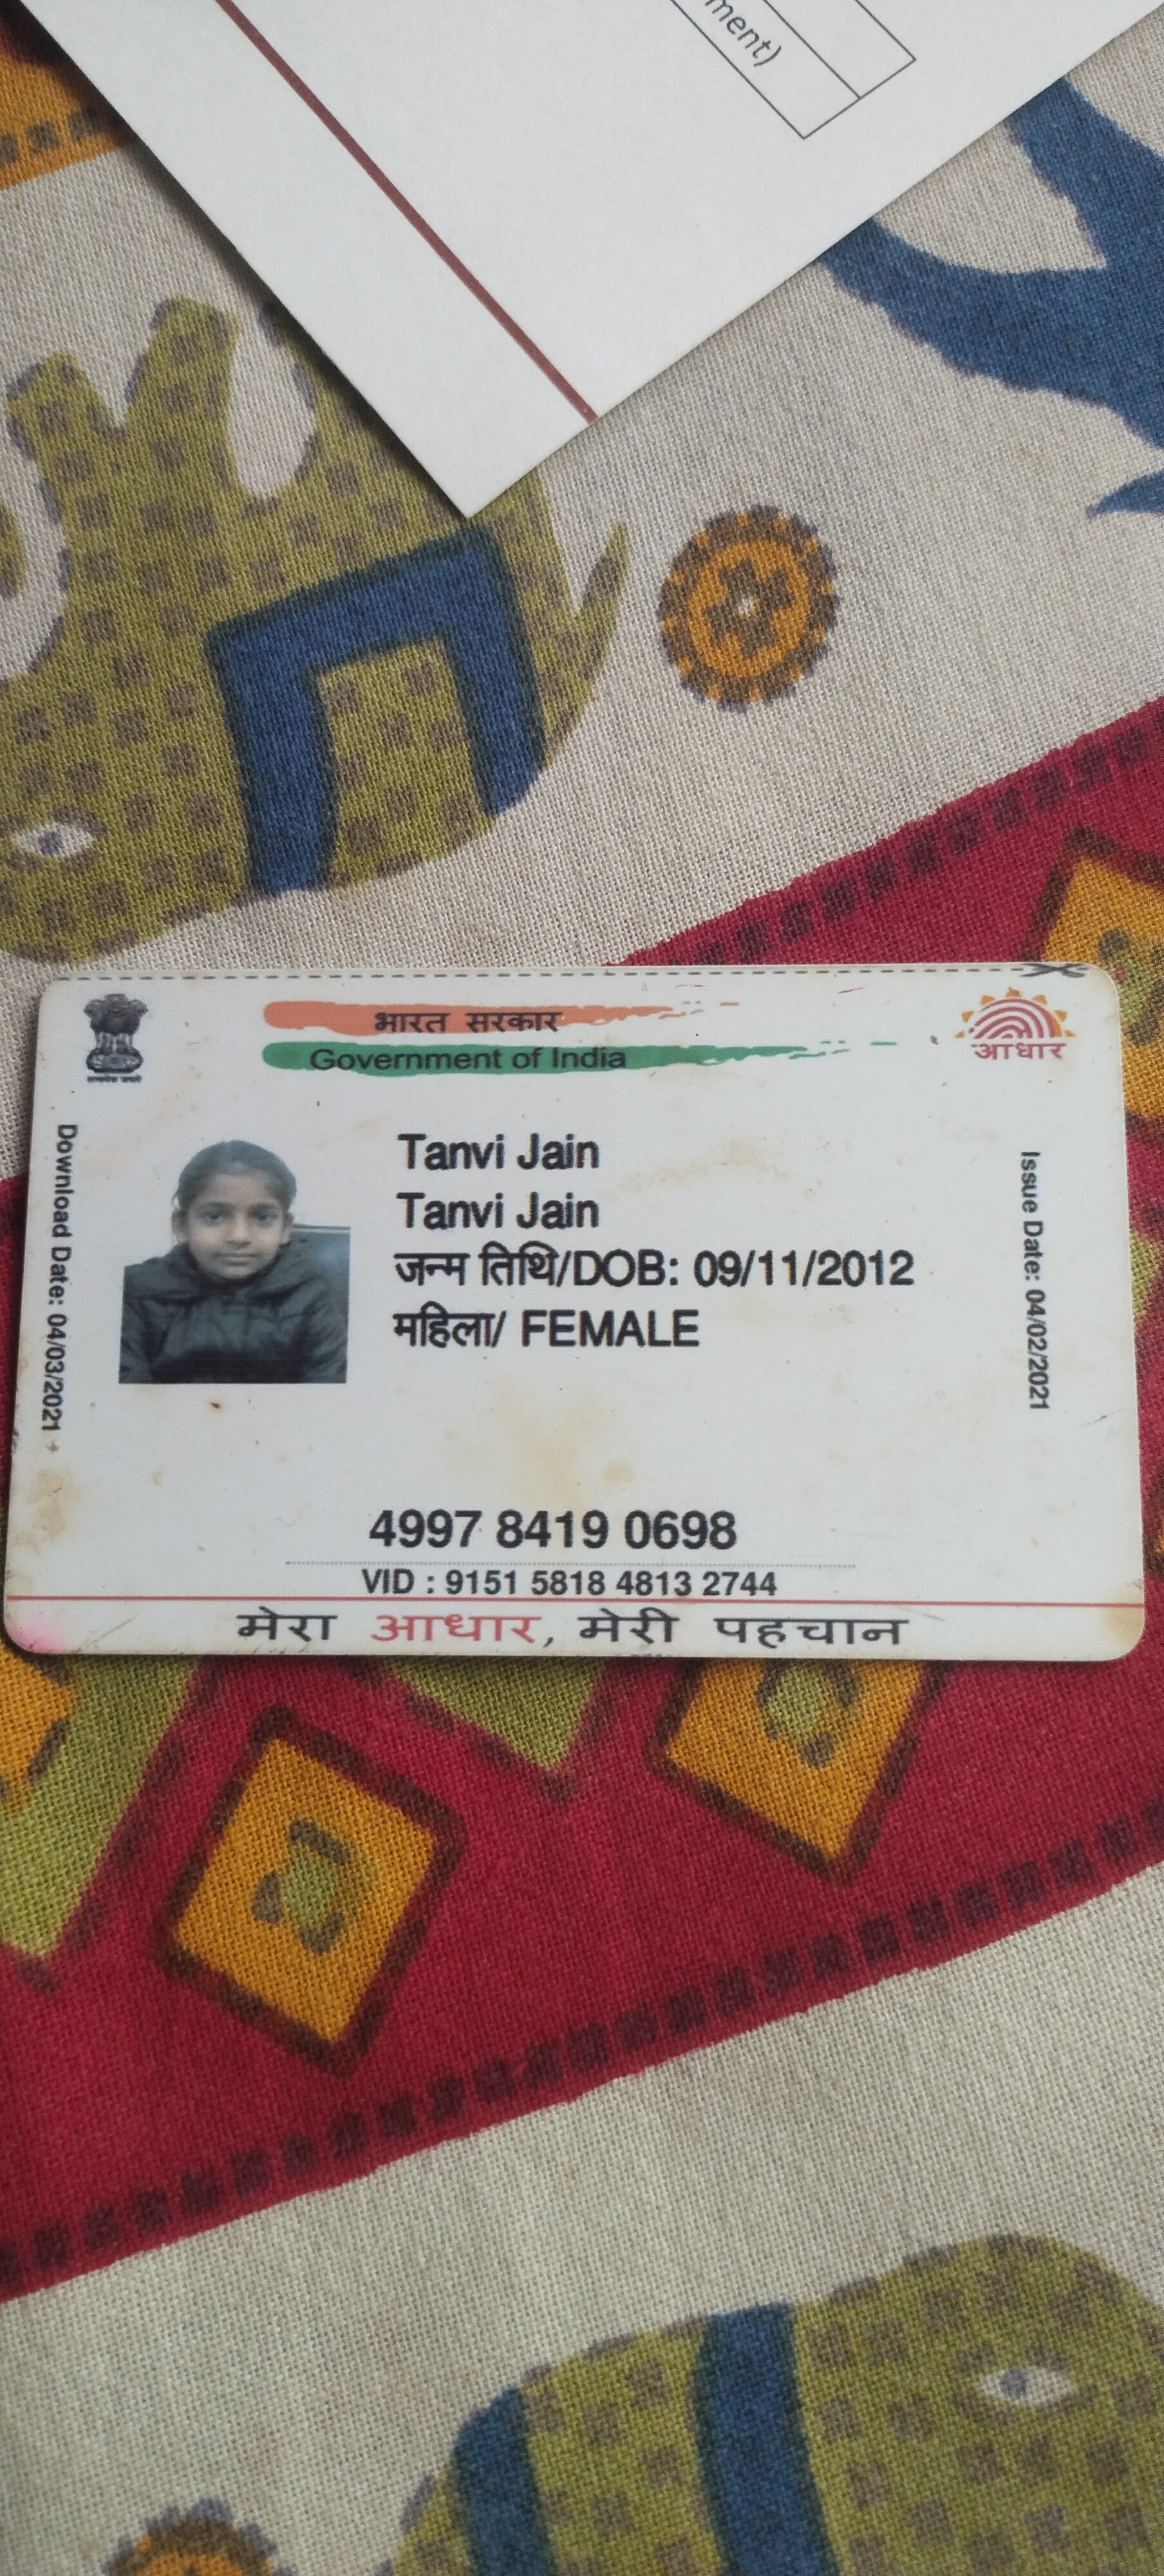 ment)
भारत सरकार
Government of India
आधार
Download Date: 04/03/2021
Tanvi Jain
Tanvi Jain
जन्म तिथि/DOB: 09/11/2012
महिला/ FEMALE
Issue Date: 04/02/2021
4997 8419 0698
VID : 9151 5818 4813 2744
मेरा आधार, मेरी पहचान